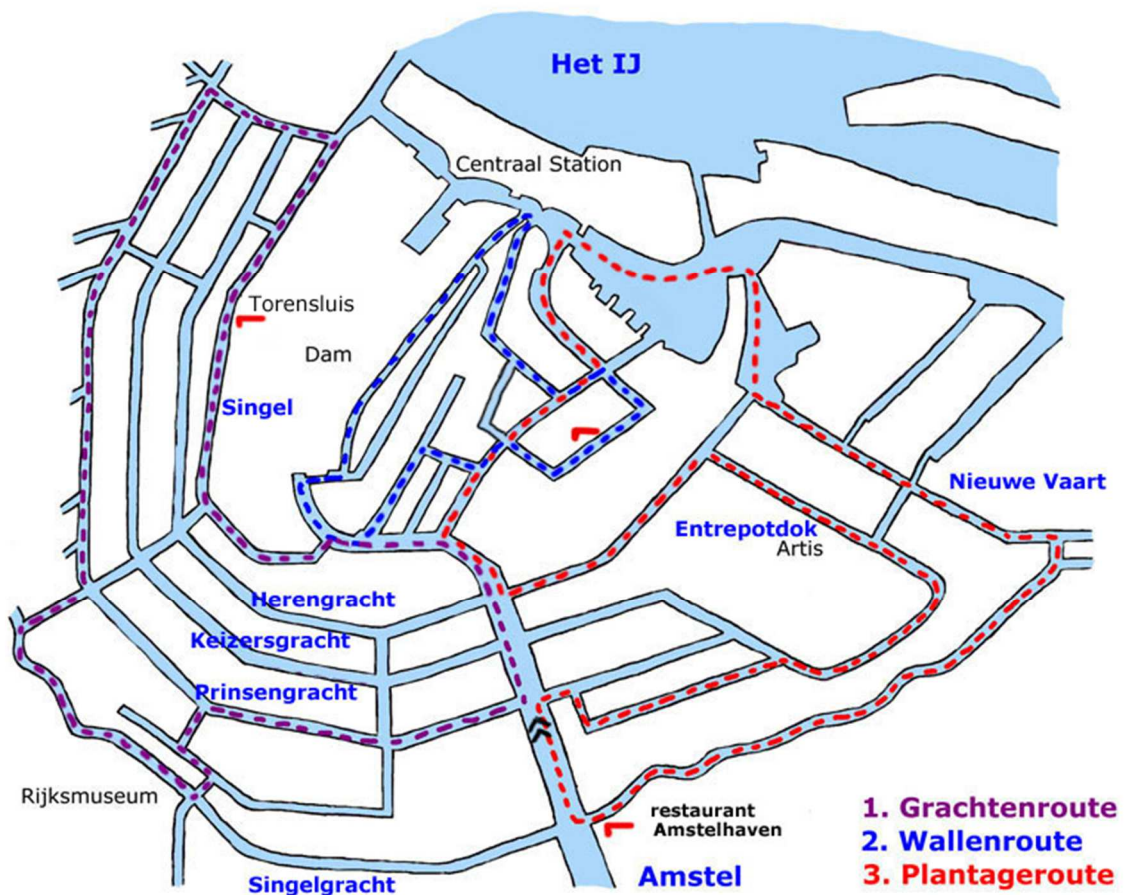 Het IJ
Centraal Station
Torensluis
Dam
Singel
Nieuwe Vaart
Entrepotdok
Artis
Herengracht
Keizersgracht
Prinsengracht
Rijksmuseum
restaurant
Amstelhaven
Singelgracht
Amstel
1. Grachtenroute
2. Wallenroute
3. Plantageroute